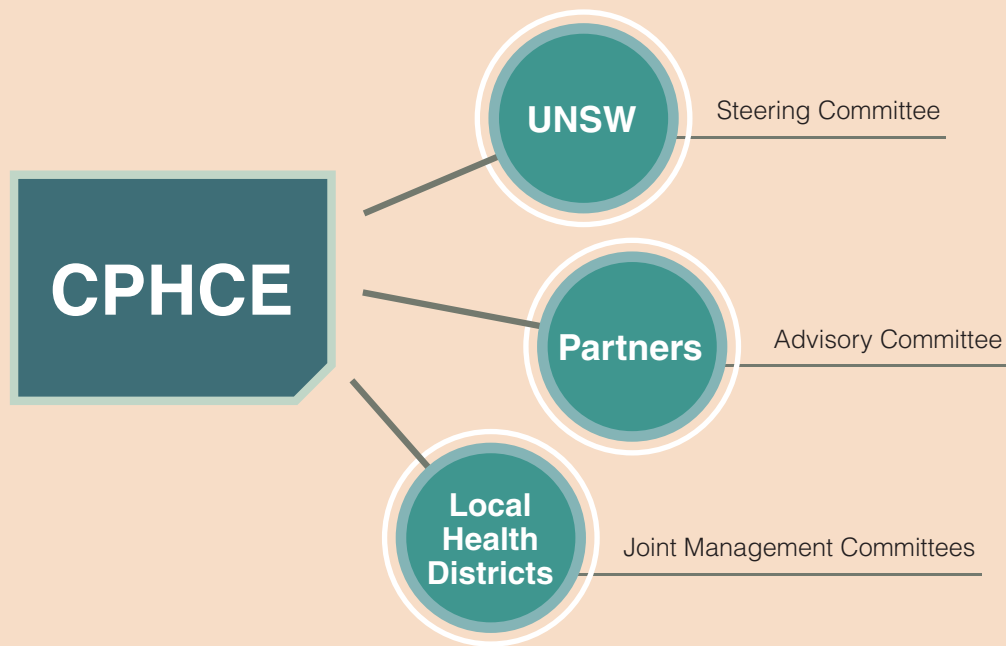 CPHCE
UNSW
Steering Committee
Partners
Advisory Committee
Local
Health
Districts
Joint Management Committees